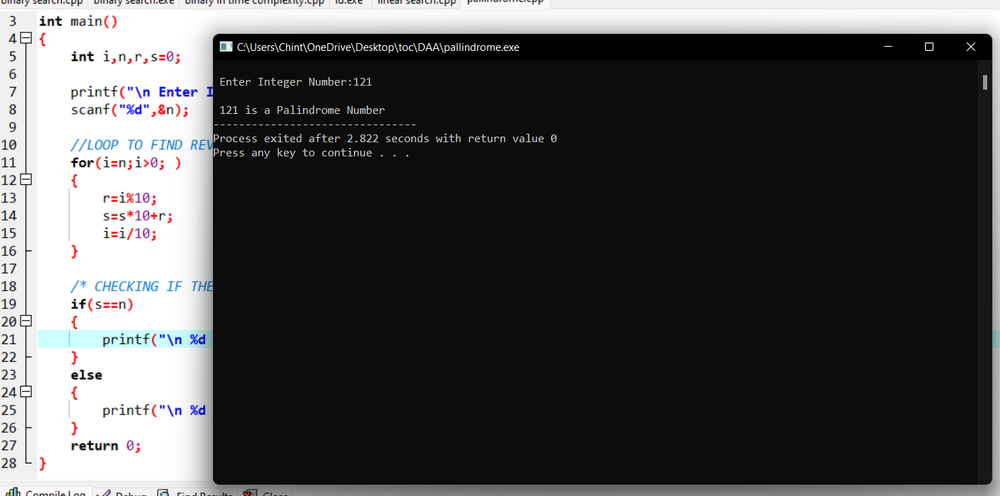 binary search.cpp binary search.exe binary in time complexity.cpp id.exe linear search.cpp pallindrome.cpp
3 int main()
4 {
5 int i,n,r,s=0;
6
7 printf("\n Enter I
8 scanf("%d",&n);
9
10 //LOOP TO FIND REV
11 for(i=n;i>0; )
12 {
13 r=i%10;
14 s=s*10+r;
15 i=i/10;
16 }
17
18 /* CHECKING IF THE
19 if(s==n)
20 {
21 printf("\n %d
22 }
23 else
24 {
25 printf("\n %d
26 }
27 return 0;
28 }
C:\Users\Chint\OneDrive\Desktop\toc\DAA\pallindrome.exe
Enter Integer Number:121
121 is a Palindrome Number
--------------------------------
Process exited after 2.822 seconds with return value 0
Press any key to continue . . .
Compile Log Debug Find Results Close